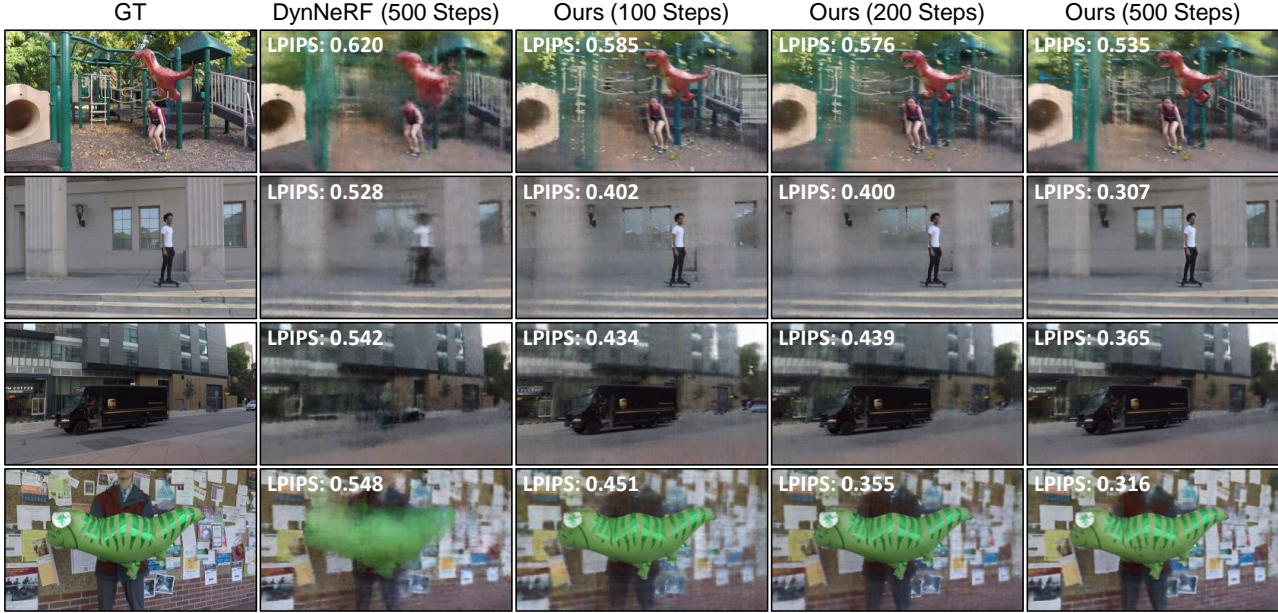 GT DynNeRF (500 Steps) Ours (100 Steps) Ours (200 Steps) Ours (500 Steps)
LPIPS: 0.620 LPIPS: 0.585 LPIPS: 0.576 LPIPS: 0.535
LPIPS: 0.528 LPIPS: 0.402 LPIPS: 0.400 LPIPS: 0.307
LPIPS: 0.542 LPIPS: 0.434 LPIPS: 0.439 LPIPS: 0.365
LPIPS: 0.548 LPIPS: 0.451 LPIPS: 0.355 LPIPS: 0.316